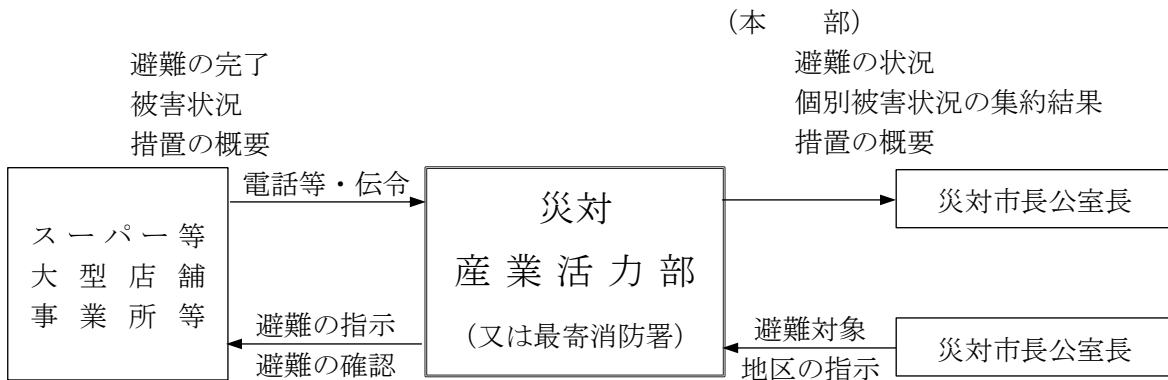 （本　　部）
避難の完了
被害状況
措置の概要
避難の状況
個別被害状況の集約結果
措置の概要
電話等・伝令
スーパー等
大型店舗
事業所等
災対
産業活力部
（又は最寄消防署）
災対市長公室長
避難の指示
避難の確認
避難対象
地区の指示
災対市長公室長